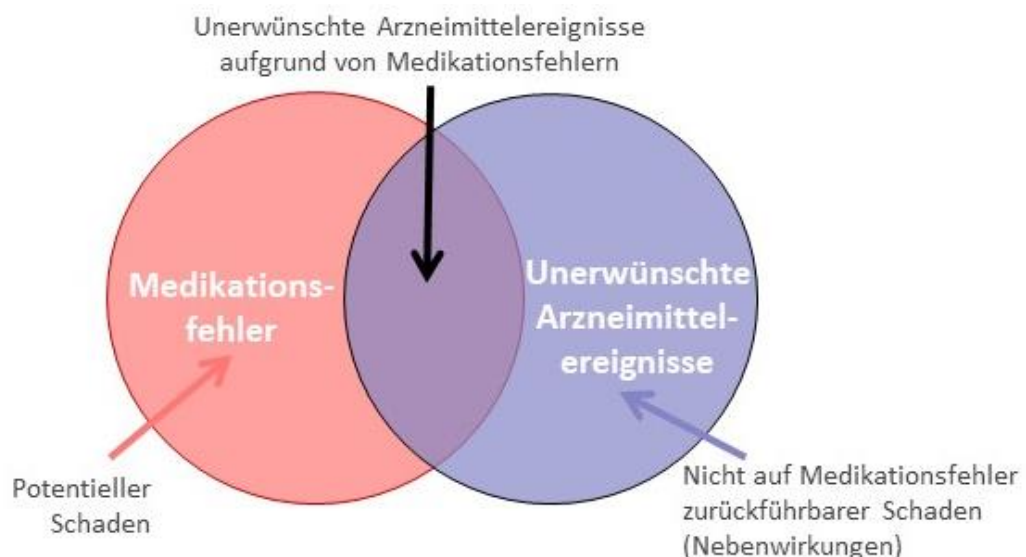 Unerwünschte Arzneimittelereignisse
aufgrund von Medikationsfehlern
Medikations-
fehler
Unerwünschte
Arzneimittel-
ereignisse
Potentieller
Schaden
Nicht auf Medikationsfehler
zurückführbarer Schaden
(Nebenwirkungen)